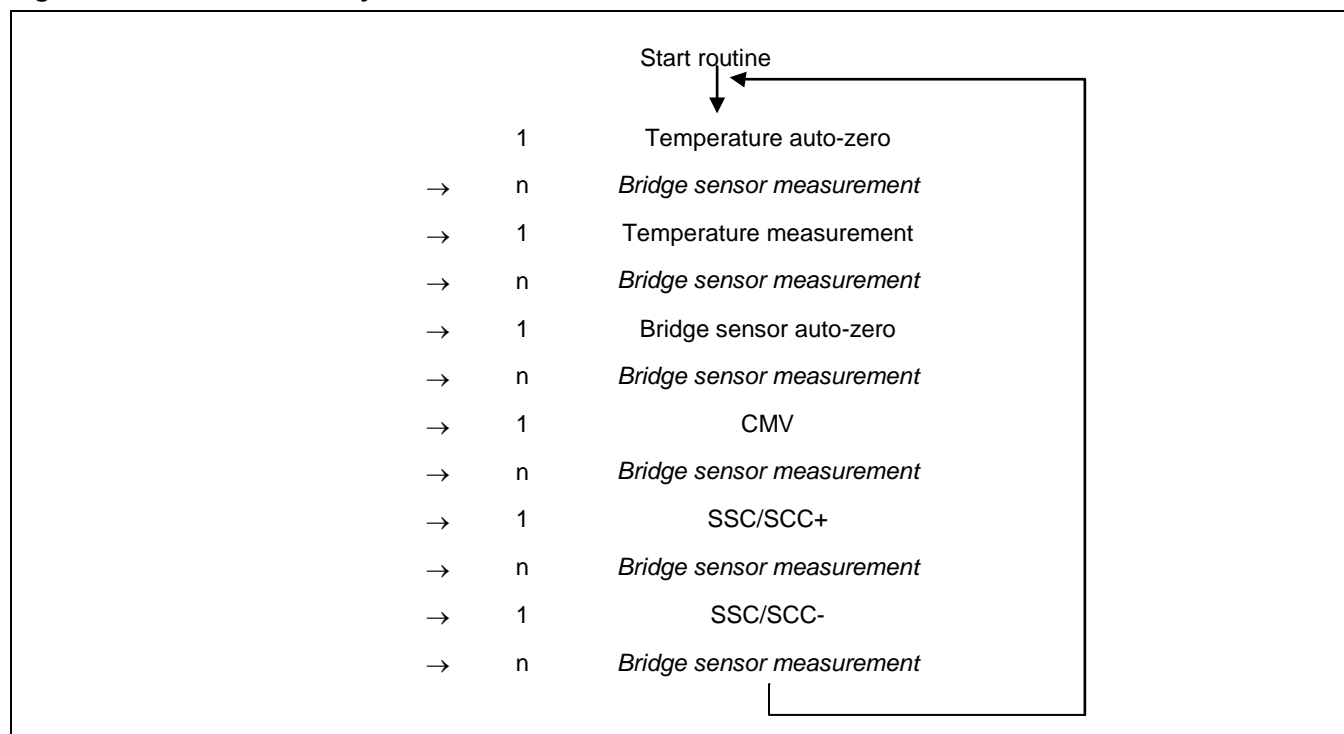 Start routine
1 Temperature auto-zero
→ n Bridge sensor measurement
→ 1 Temperature measurement
→ n Bridge sensor measurement
→ 1 Bridge sensor auto-zero
→ n Bridge sensor measurement
→ 1 CMV
→ n Bridge sensor measurement
→ 1 SSC/SCC+
→ n Bridge sensor measurement
→ 1 SSC/SCC-
→ n Bridge sensor measurement